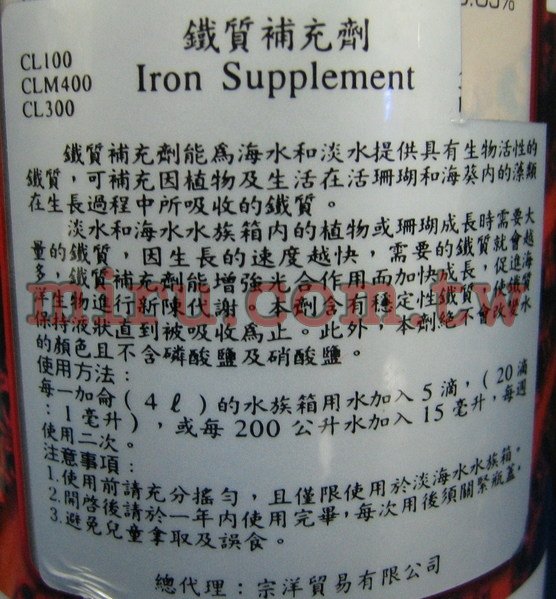 鐵質補充劑
CL100
CLM400
CL300
Iron Supplement
鐵質補充劑能為海水和淡水提供具有生物活性的
鐵質，可補充因植物及生活在活珊瑚和海葵內的藻類
在生長過程中所吸收的鐵質。
淡水和海水水族箱內的植物或珊瑚成長時需要大
量的鐵質，因生長的速度越快，需要的鐵質就會越
多，鐵質補充劑能增強光合作用而加快成長，促進海
洋生物進行新陳代謝。本劑含有穩定性鐵質，使鐵質
保持液狀直到被吸收為止。此外，本劑絕不會改變水
的顏色且不含磷酸鹽及硝酸鹽。
使用方法：
每一加侖（4ℓ）的水族箱用水加入5滴，（20滴
：1毫升），或每200公升水加入15毫升，每週
使用二次。
注意事項：
1.使用前請充分搖勻，且僅限使用於淡海水水族箱。
2.開啓後請於一年內使用完畢，每次用後須關緊瓶蓋。
3.避免兒童拿取及誤食。
總代理：宗洋貿易有限公司
miru.com.tw